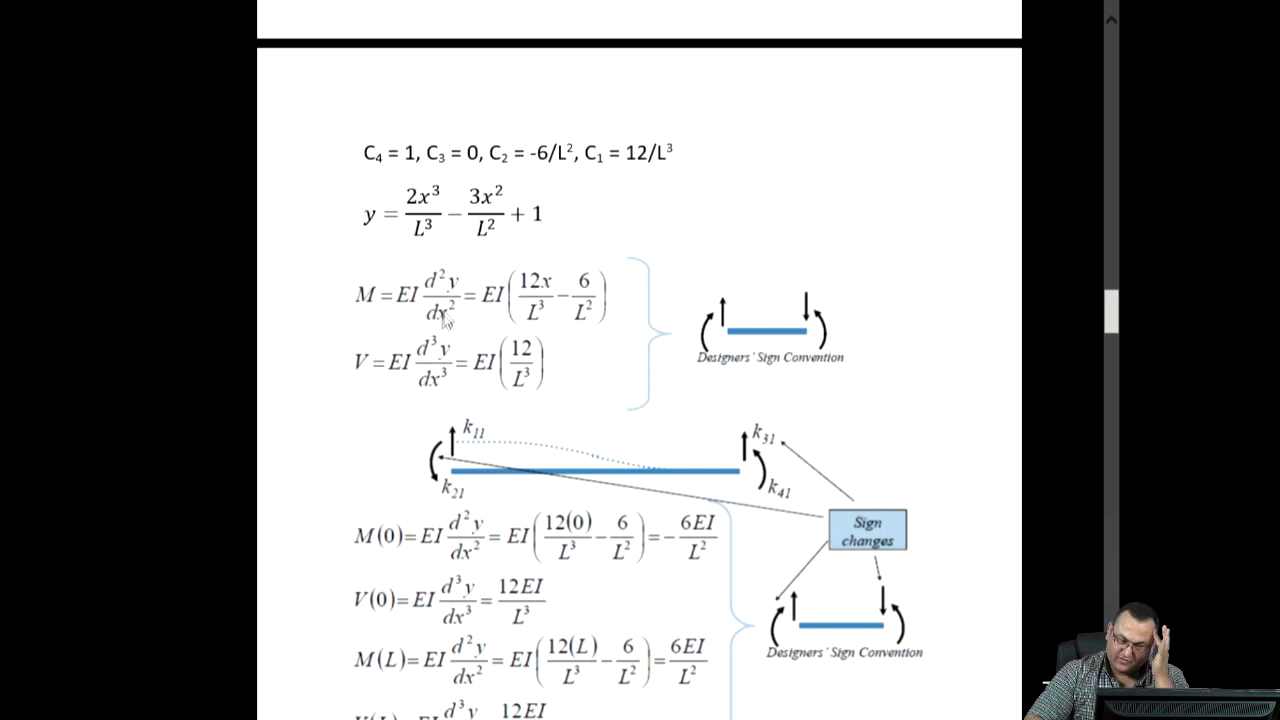 C₄ = 1, C₃ = 0, C₂ = -6/L², C₁ = 12/L³
y = 2x³/L³ − 3x²/L² + 1
M = EI d²y/dx² = EI(12x/L³ − 6/L²)
V = EI d³y/dx³ = EI(12/L³)
Designers' Sign Convention
k₁₁
k₃₁
k₂₁
k₄₁
Sign
changes
M(0) = EI d²y/dx² = EI(12(0)/L³ − 6/L²) = −6EI/L²
V(0) = EI d³y/dx³ = 12EI/L³
M(L) = EI d²y/dx² = EI(12(L)/L³ − 6/L²) = 6EI/L²
Designers' Sign Convention
d³y 12EI